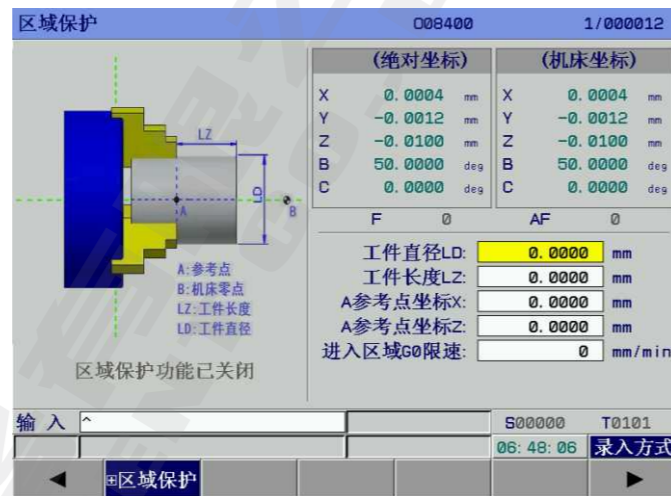 区域保护 O08400 1/000012
(绝对坐标) (机床坐标)
X 0.0004 mm X 0.0004 mm
Y -0.0012 mm Y -0.0012 mm
Z -0.0100 mm Z -0.0100 mm
B 50.0000 deg B 50.0000 deg
C 0.0000 deg C 0.0000 deg
F 0 AF 0
LZ
LD
A
B
A:参考点
B:机床零点
LZ:工件长度
LD:工件直径
区域保护功能已关闭
工件直径LD: 0.0000 mm
工件长度LZ: 0.0000 mm
A参考点坐标X: 0.0000 mm
A参考点坐标Z: 0.0000 mm
进入区域G0限速: 0 mm/min
输入 ^ S00000 T0101
06:48:06 录入方式
◀ ⊞区域保护 ▶